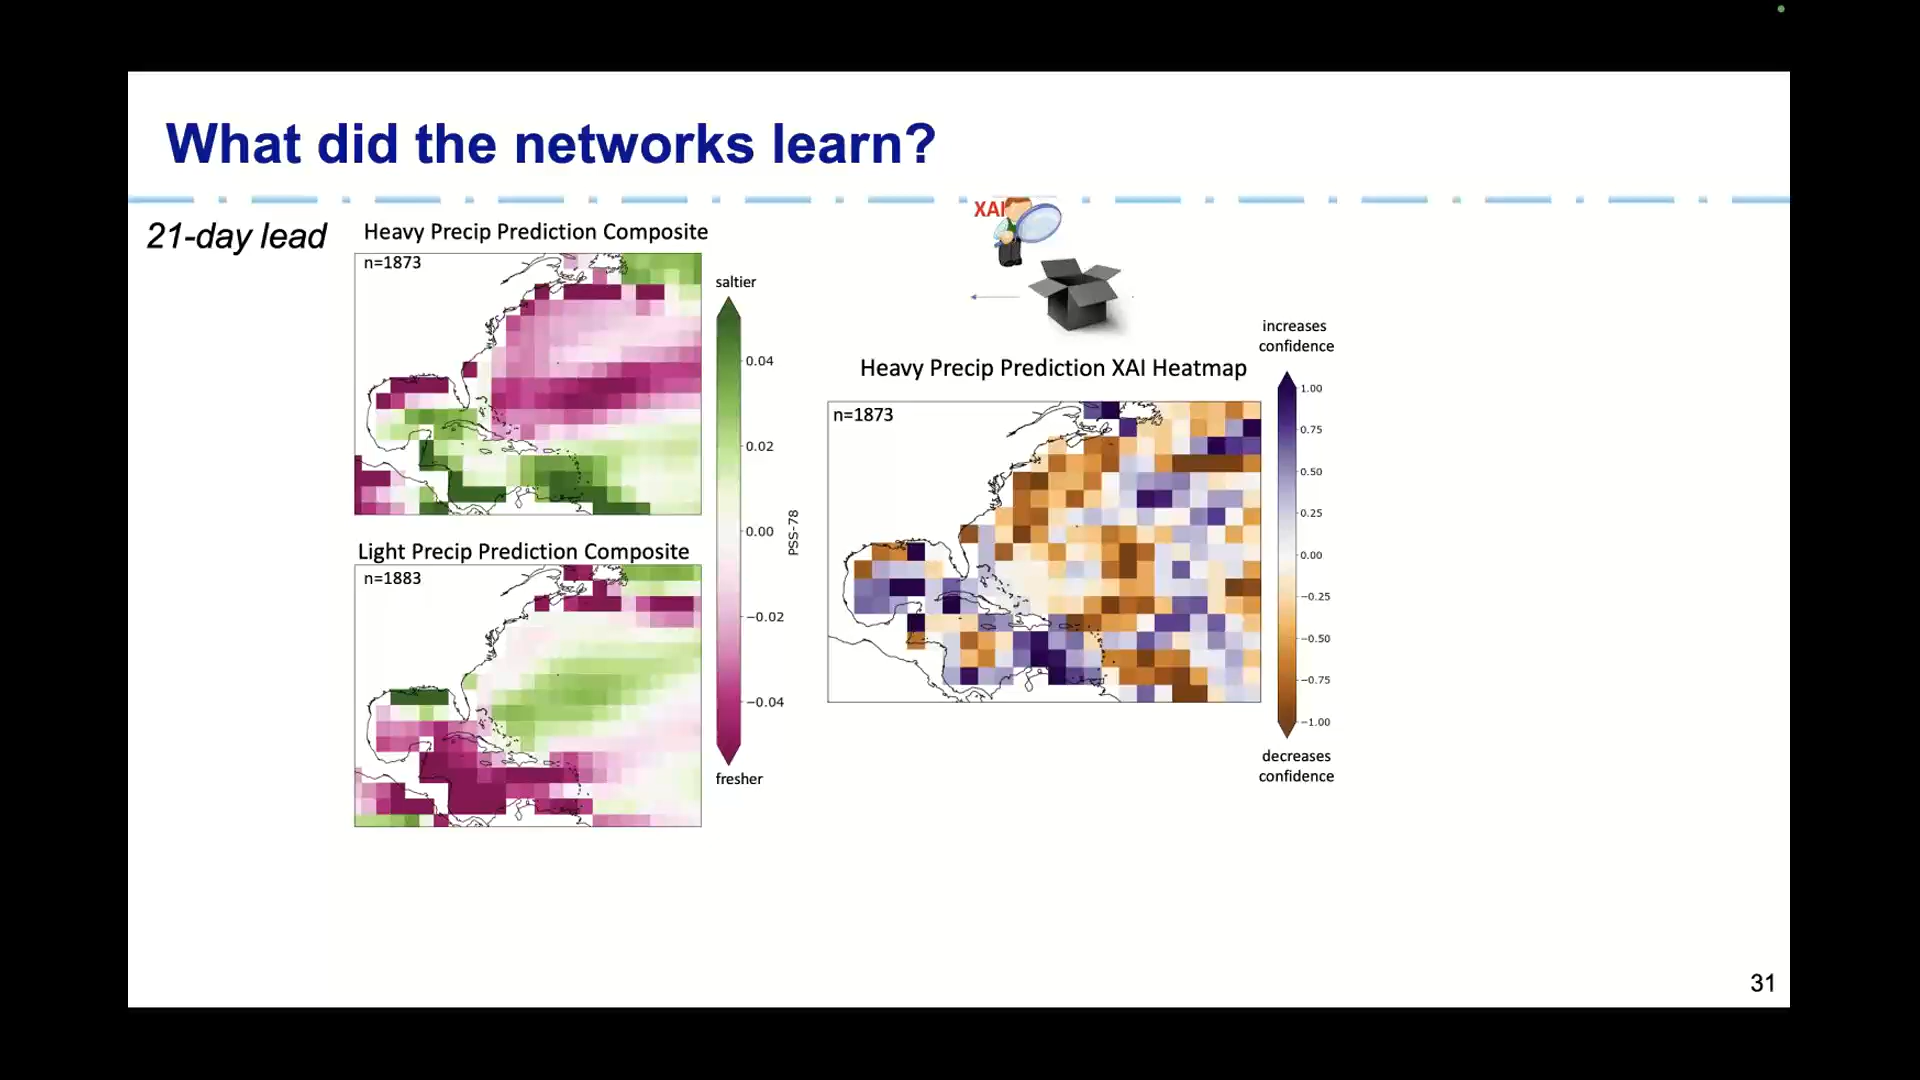 What did the networks learn?
21-day lead
Heavy Precip Prediction Composite
n=1873
saltier
0.04
0.02
0.00
−0.02
−0.04
PSS-78
fresher
Light Precip Prediction Composite
n=1883
XAI
Heavy Precip Prediction XAI Heatmap
n=1873
increases
confidence
1.00
0.75
0.50
0.25
0.00
−0.25
−0.50
−0.75
−1.00
decreases
confidence
31